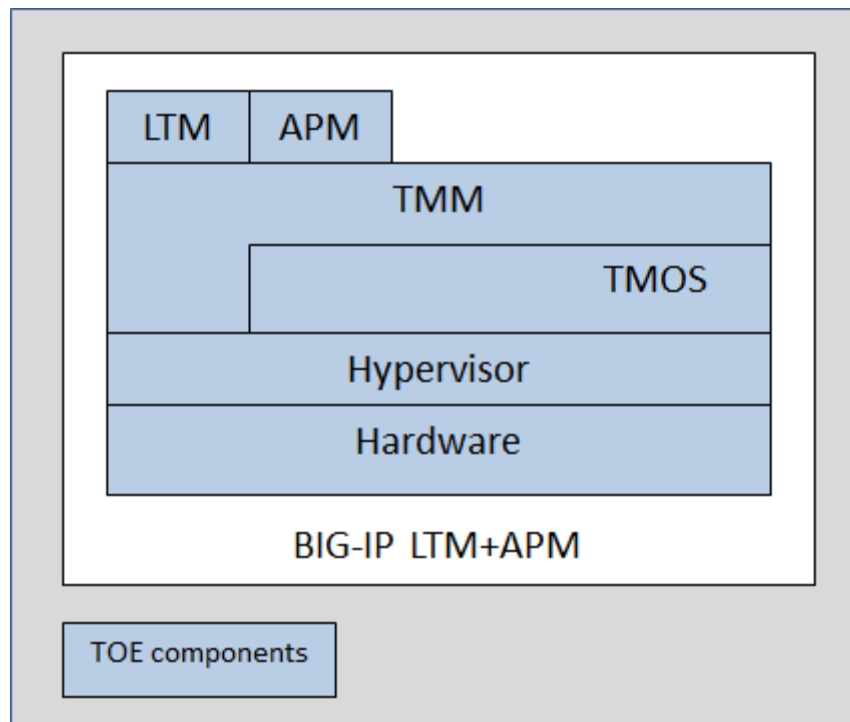 LTM
APM
TMM
TMOS
Hypervisor
Hardware
BIG-IP LTM+APM
TOE components